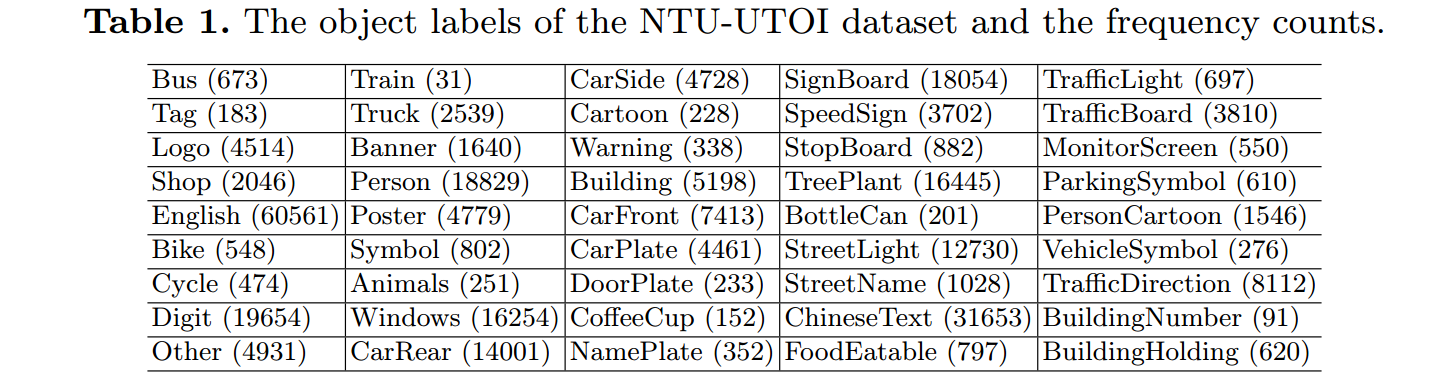 Table 1. The object labels of the NTU-UTOI dataset and the frequency counts.
Bus (673) Train (31) CarSide (4728) SignBoard (18054) TrafficLight (697)
Tag (183) Truck (2539) Cartoon (228) SpeedSign (3702) TrafficBoard (3810)
Logo (4514) Banner (1640) Warning (338) StopBoard (882) MonitorScreen (550)
Shop (2046) Person (18829) Building (5198) TreePlant (16445) ParkingSymbol (610)
English (60561) Poster (4779) CarFront (7413) BottleCan (201) PersonCartoon (1546)
Bike (548) Symbol (802) CarPlate (4461) StreetLight (12730) VehicleSymbol (276)
Cycle (474) Animals (251) DoorPlate (233) StreetName (1028) TrafficDirection (8112)
Digit (19654) Windows (16254) CoffeeCup (152) ChineseText (31653) BuildingNumber (91)
Other (4931) CarRear (14001) NamePlate (352) FoodEatable (797) BuildingHolding (620)